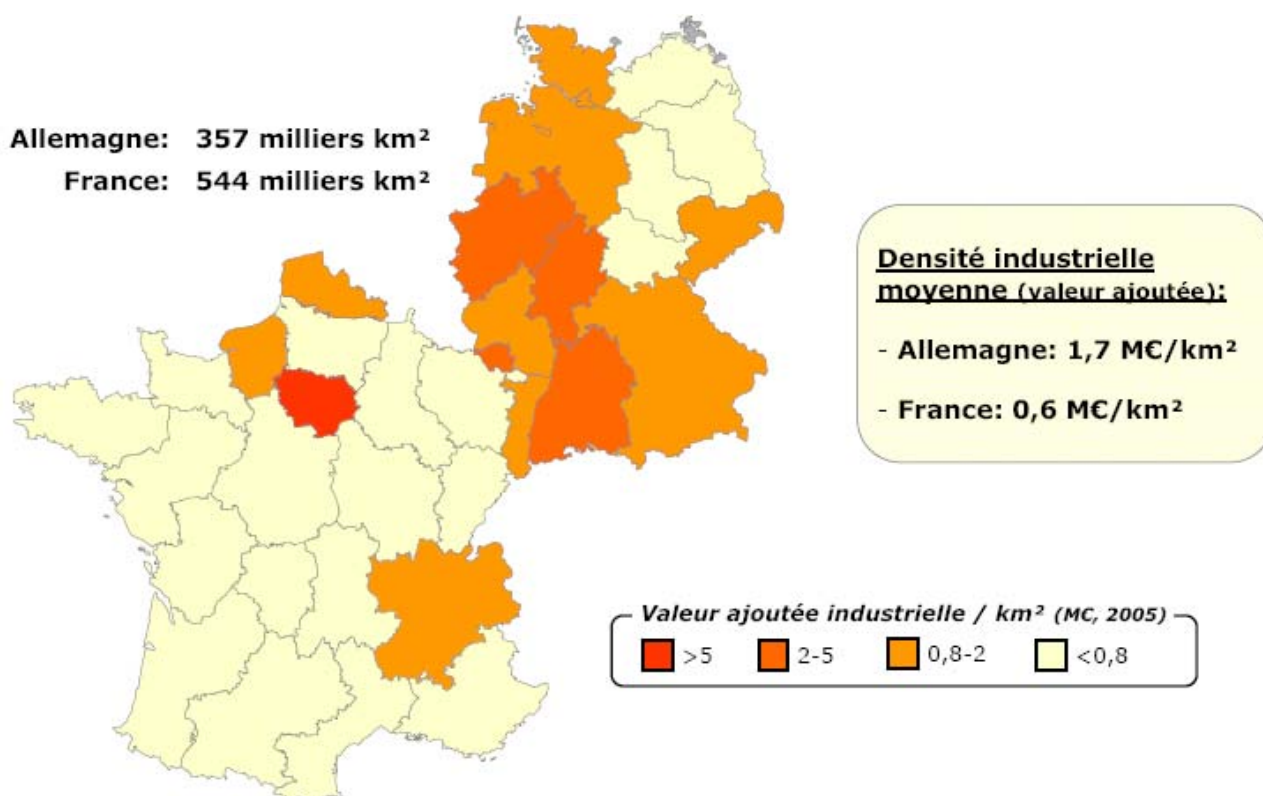 Allemagne: 357 milliers km²
France: 544 milliers km²
Densité industrielle
moyenne (valeur ajoutée):
- Allemagne: 1,7 M€/km²
- France: 0,6 M€/km²
Valeur ajoutée industrielle / km² (M€, 2005)
>5 2-5 0,8-2 <0,8